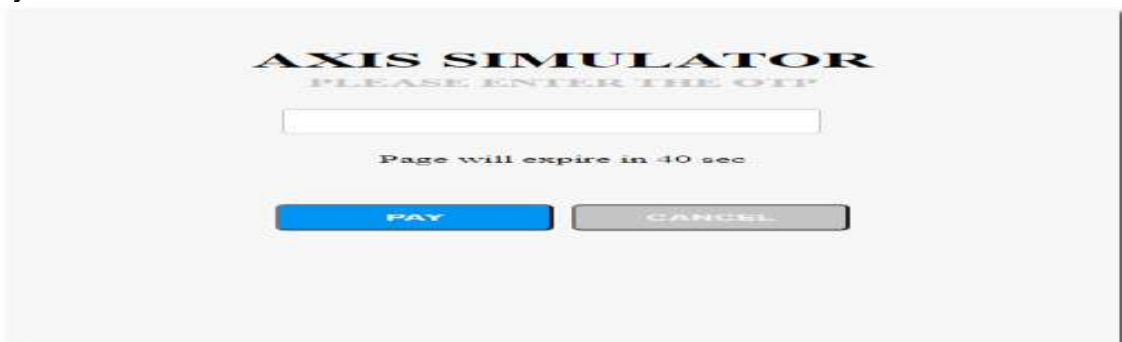 AXIS SIMULATOR
PLEASE ENTER THE OTP
Page will expire in 40 sec
PAY CANCEL